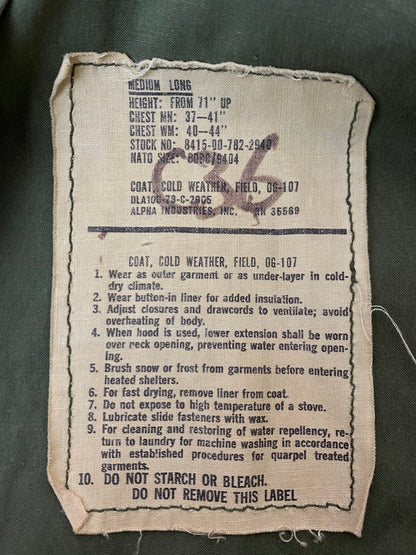 MEDIUM LONG
HEIGHT: FROM 71" UP
CHEST MN: 37-41"
CHEST WM: 40-44"
STOCK NO: 8415-00-782-2940
NATO SIZE: 8090/9404
C36
COAT, COLD WEATHER, FIELD, OG-107
DLA100-79-C-2905
ALPHA INDUSTRIES, INC. RN 35569
COAT, COLD WEATHER, FIELD, OG-107
1. Wear as outer garment or as under-layer in cold-
dry climate.
2. Wear button-in liner for added insulation.
3. Adjust closures and drawcords to ventilate; avoid
overheating of body.
4. When hood is used, lower extension shall be worn
over neck opening, preventing water entering open-
ing.
5. Brush snow or frost from garments before entering
heated shelters.
6. For fast drying, remove liner from coat.
7. Do not expose to high temperature of a stove.
8. Lubricate slide fasteners with wax.
9. For cleaning and restoring of water repellency, re-
turn to laundry for machine washing in accordance
with established procedures for quarpel treated
garments.
10. DO NOT STARCH OR BLEACH.
DO NOT REMOVE THIS LABEL